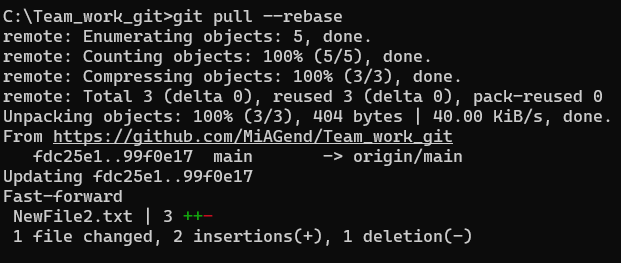 C:\Team_work_git>git pull --rebase
remote: Enumerating objects: 5, done.
remote: Counting objects: 100% (5/5), done.
remote: Compressing objects: 100% (3/3), done.
remote: Total 3 (delta 0), reused 3 (delta 0), pack-reused 0
Unpacking objects: 100% (3/3), 404 bytes | 40.00 KiB/s, done.
From https://github.com/MiAGend/Team_work_git
   fdc25e1..99f0e17  main       -> origin/main
Updating fdc25e1..99f0e17
Fast-forward
 NewFile2.txt | 3 ++-
 1 file changed, 2 insertions(+), 1 deletion(-)